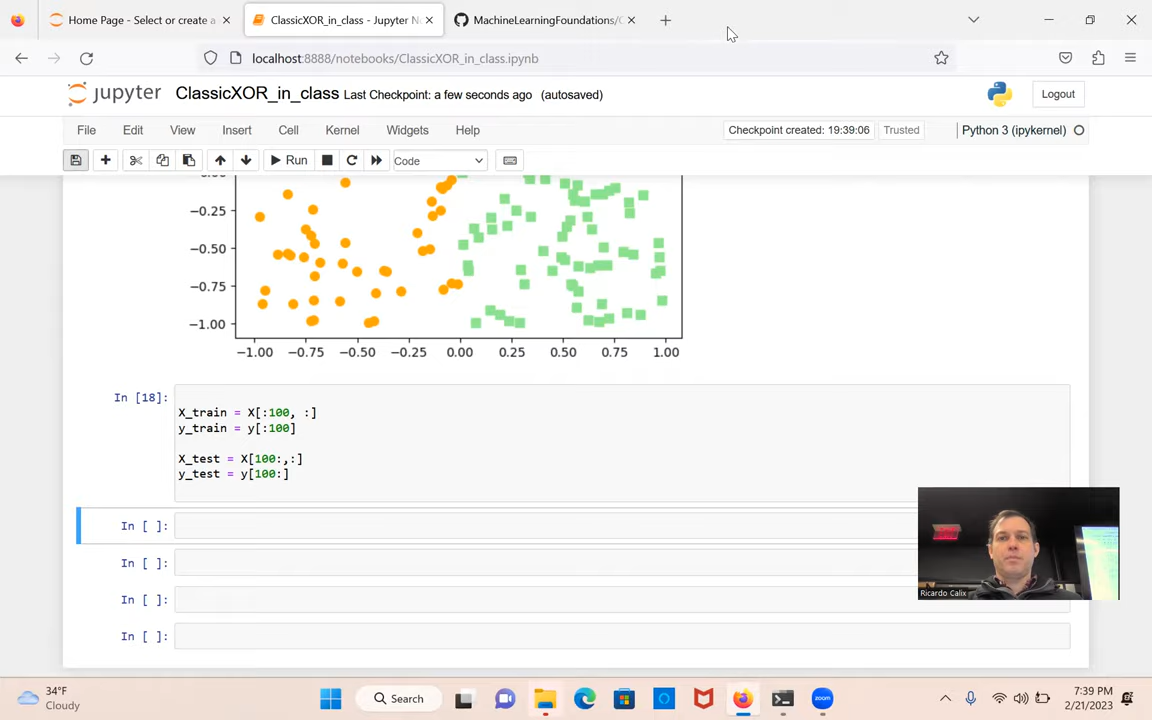 Home Page - Select or create a
ClassicXOR_in_class - Jupyter N
MachineLearningFoundations/C
localhost:8888/notebooks/ClassicXOR_in_class.ipynb
jupyter ClassicXOR_in_class Last Checkpoint: a few seconds ago (autosaved)
Logout
File Edit View Insert Cell Kernel Widgets Help
Checkpoint created: 19:39:06
Trusted
Python 3 (ipykernel)
Run
Code
−0.25
−0.50
−0.75
−1.00
−1.00 −0.75 −0.50 −0.25 0.00 0.25 0.50 0.75 1.00
In [18]:
X_train = X[:100, :]
y_train = y[:100]
X_test = X[100:,:]
y_test = y[100:]
In [ ]:
In [ ]:
In [ ]:
In [ ]:
Ricardo Calix
34°F
Cloudy
Search
zoom
7:39 PM
2/21/2023